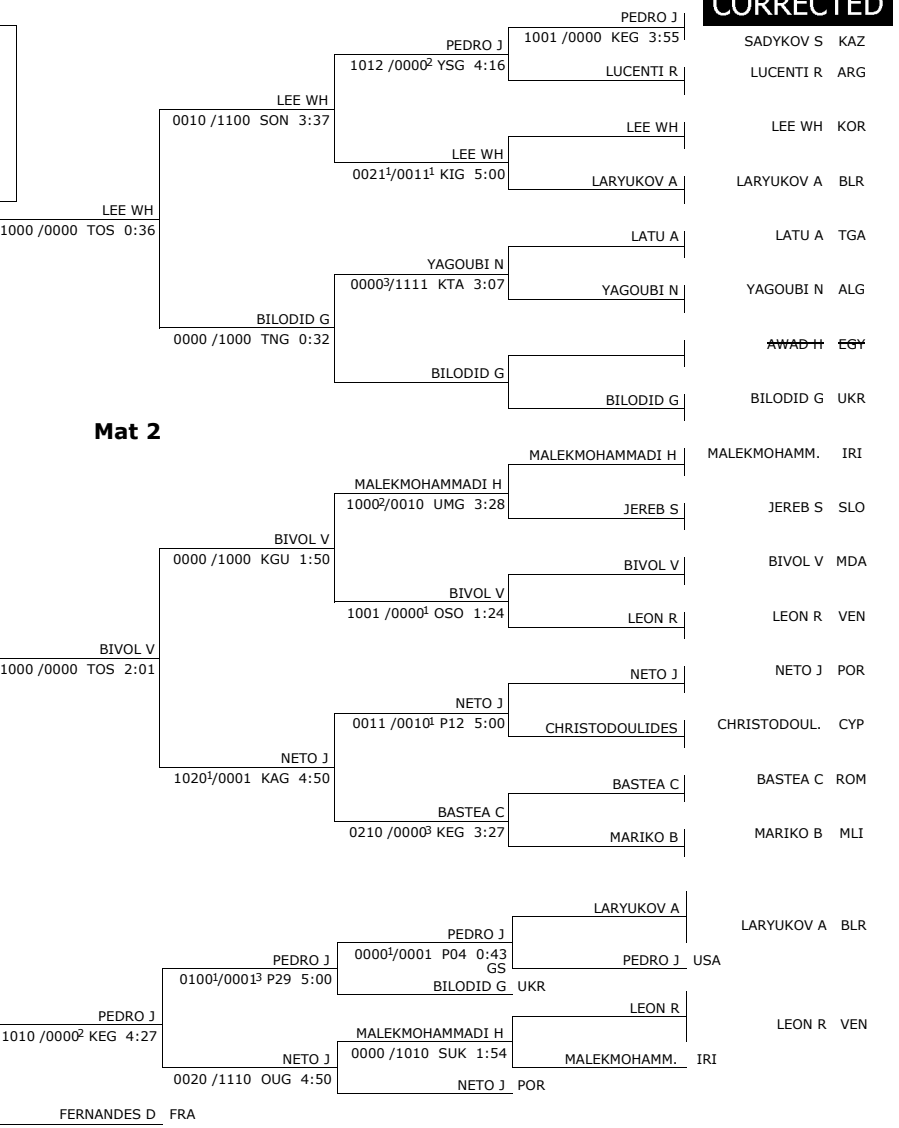 CORRECTED
PEDRO J
1001 /0000 KEG 3:55
SADYKOV S KAZ
PEDRO J
1012 /0000² YSG 4:16
LUCENTI R
LUCENTI R ARG
LEE WH
0010 /1100 SON 3:37
LEE WH
LEE WH KOR
LEE WH
0021¹/0011¹ KIG 5:00
LARYUKOV A
LARYUKOV A BLR
LEE WH
1000 /0000 TOS 0:36
LATU A
LATU A TGA
YAGOUBI N
0000³/1111 KTA 3:07
YAGOUBI N
YAGOUBI N ALG
BILODID G
0000 /1000 TNG 0:32
AWAD H EGY
BILODID G
BILODID G
BILODID G UKR
Mat 2
MALEKMOHAMMADI H
MALEKMOHAMM. IRI
MALEKMOHAMMADI H
1000²/0010 UMG 3:28
JEREB S
JEREB S SLO
BIVOL V
0000 /1000 KGU 1:50
BIVOL V
BIVOL V MDA
BIVOL V
1001 /0000¹ OSO 1:24
LEON R
LEON R VEN
BIVOL V
1000 /0000 TOS 2:01
NETO J
NETO J POR
NETO J
0011 /0010¹ P12 5:00
CHRISTODOULIDES
CHRISTODOUL. CYP
NETO J
1020¹/0001 KAG 4:50
BASTEA C
BASTEA C ROM
BASTEA C
0210 /0000³ KEG 3:27
MARIKO B
MARIKO B MLI
LARYUKOV A
LARYUKOV A BLR
PEDRO J
0000¹/0001 P04 0:43
GS
PEDRO J USA
PEDRO J
0100¹/0001³ P29 5:00
BILODID G UKR
PEDRO J
1010 /0000² KEG 4:27
LEON R
LEON R VEN
MALEKMOHAMMADI H
0000 /1010 SUK 1:54
MALEKMOHAMM. IRI
NETO J
0020 /1110 OUG 4:50
NETO J POR
FERNANDES D FRA